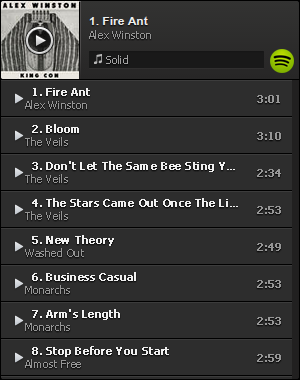 ALEX WINSTON
KING CON
1. Fire Ant
Alex Winston
Solid
1. Fire Ant
Alex Winston
3:01
2. Bloom
The Veils
3:10
3. Don't Let The Same Bee Sting Y...
The Veils
2:34
4. The Stars Came Out Once The Li...
The Veils
2:53
5. New Theory
Washed Out
2:49
6. Business Casual
Monarchs
2:53
7. Arm's Length
Monarchs
2:53
8. Stop Before You Start
Almost Free
2:59